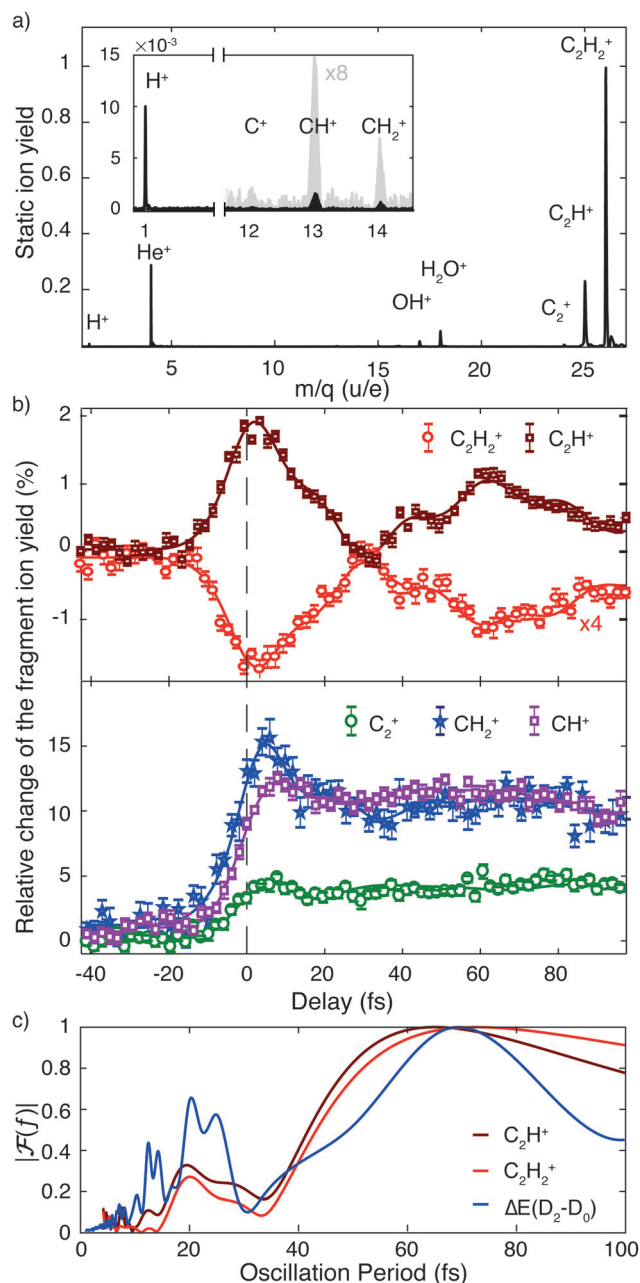 a)
×10⁻³
15
10
5
0
H⁺
x8
C⁺
CH⁺
CH₂⁺
1
12
13
14
C₂H₂⁺
Static ion yield
1
0.8
0.6
0.4
0.2
H⁺
He⁺
OH⁺
H₂O⁺
C₂⁺
C₂H⁺
5
10
15
20
25
m/q (u/e)
b)
Relative change of the fragment ion yield (%)
2
1
0
-1
C₂H₂⁺
C₂H⁺
x4
15
10
5
0
C₂⁺
CH₂⁺
CH⁺
-40
-20
0
20
40
60
80
Delay (fs)
c)
|F(f)|
1
0.8
0.6
0.4
0.2
0
C₂H⁺
C₂H₂⁺
ΔE(D₂-D₀)
0
20
40
60
80
100
Oscillation Period (fs)